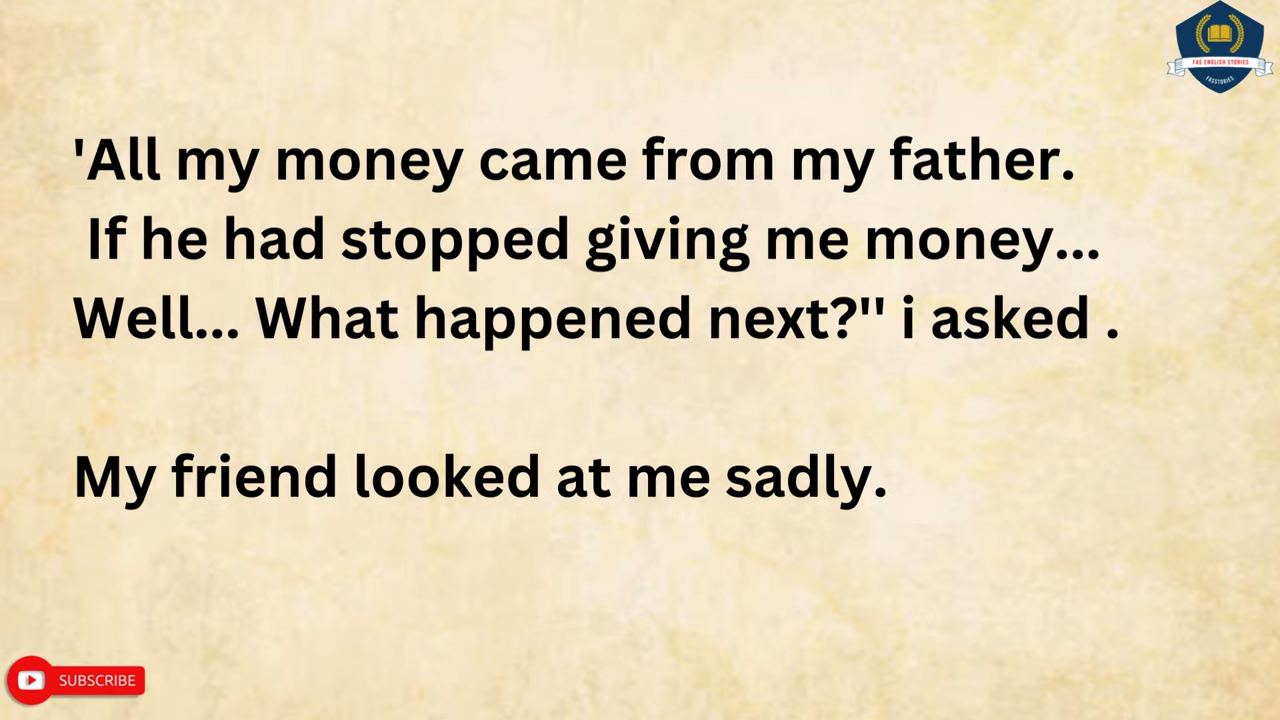 FAS ENGLISH STORIES
FASSTORIES
'All my money came from my father.
If he had stopped giving me money...
Well... What happened next?'' i asked .
My friend looked at me sadly.
SUBSCRIBE